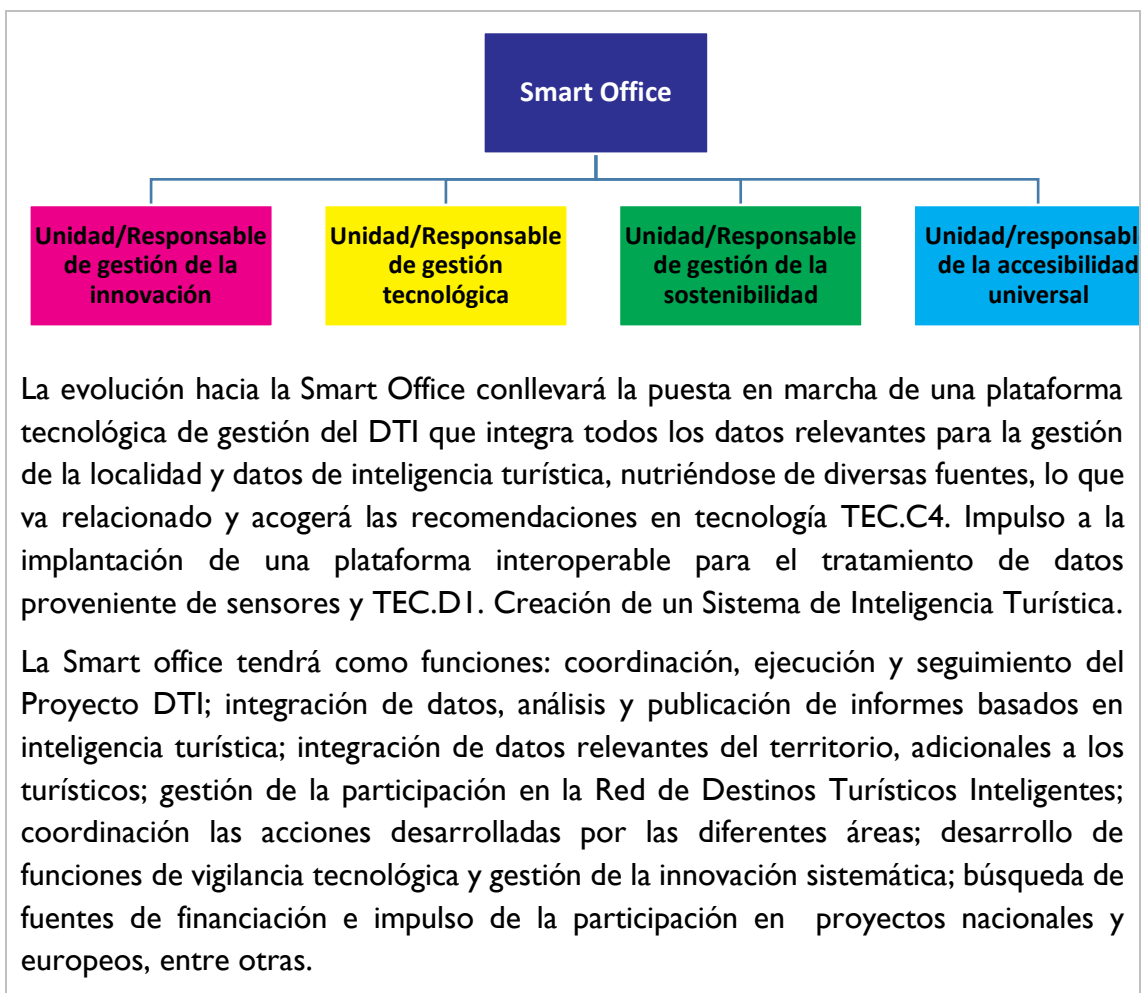 Smart Office
Unidad/Responsable
de gestión de la
innovación
Unidad/Responsable
de gestión
tecnológica
Unidad/Responsable
de gestión de la
sostenibilidad
Unidad/responsabl
de la accesibilidad
universal
La evolución hacia la Smart Office conllevará la puesta en marcha de una plataforma
tecnológica de gestión del DTI que integra todos los datos relevantes para la gestión
de la localidad y datos de inteligencia turística, nutriéndose de diversas fuentes, lo que
va relacionado y acogerá las recomendaciones en tecnología TEC.C4. Impulso a la
implantación de una plataforma interoperable para el tratamiento de datos
proveniente de sensores y TEC.D1. Creación de un Sistema de Inteligencia Turística.
La Smart office tendrá como funciones: coordinación, ejecución y seguimiento del
Proyecto DTI; integración de datos, análisis y publicación de informes basados en
inteligencia turística; integración de datos relevantes del territorio, adicionales a los
turísticos; gestión de la participación en la Red de Destinos Turísticos Inteligentes;
coordinación las acciones desarrolladas por las diferentes áreas; desarrollo de
funciones de vigilancia tecnológica y gestión de la innovación sistemática; búsqueda de
fuentes de financiación e impulso de la participación en proyectos nacionales y
europeos, entre otras.